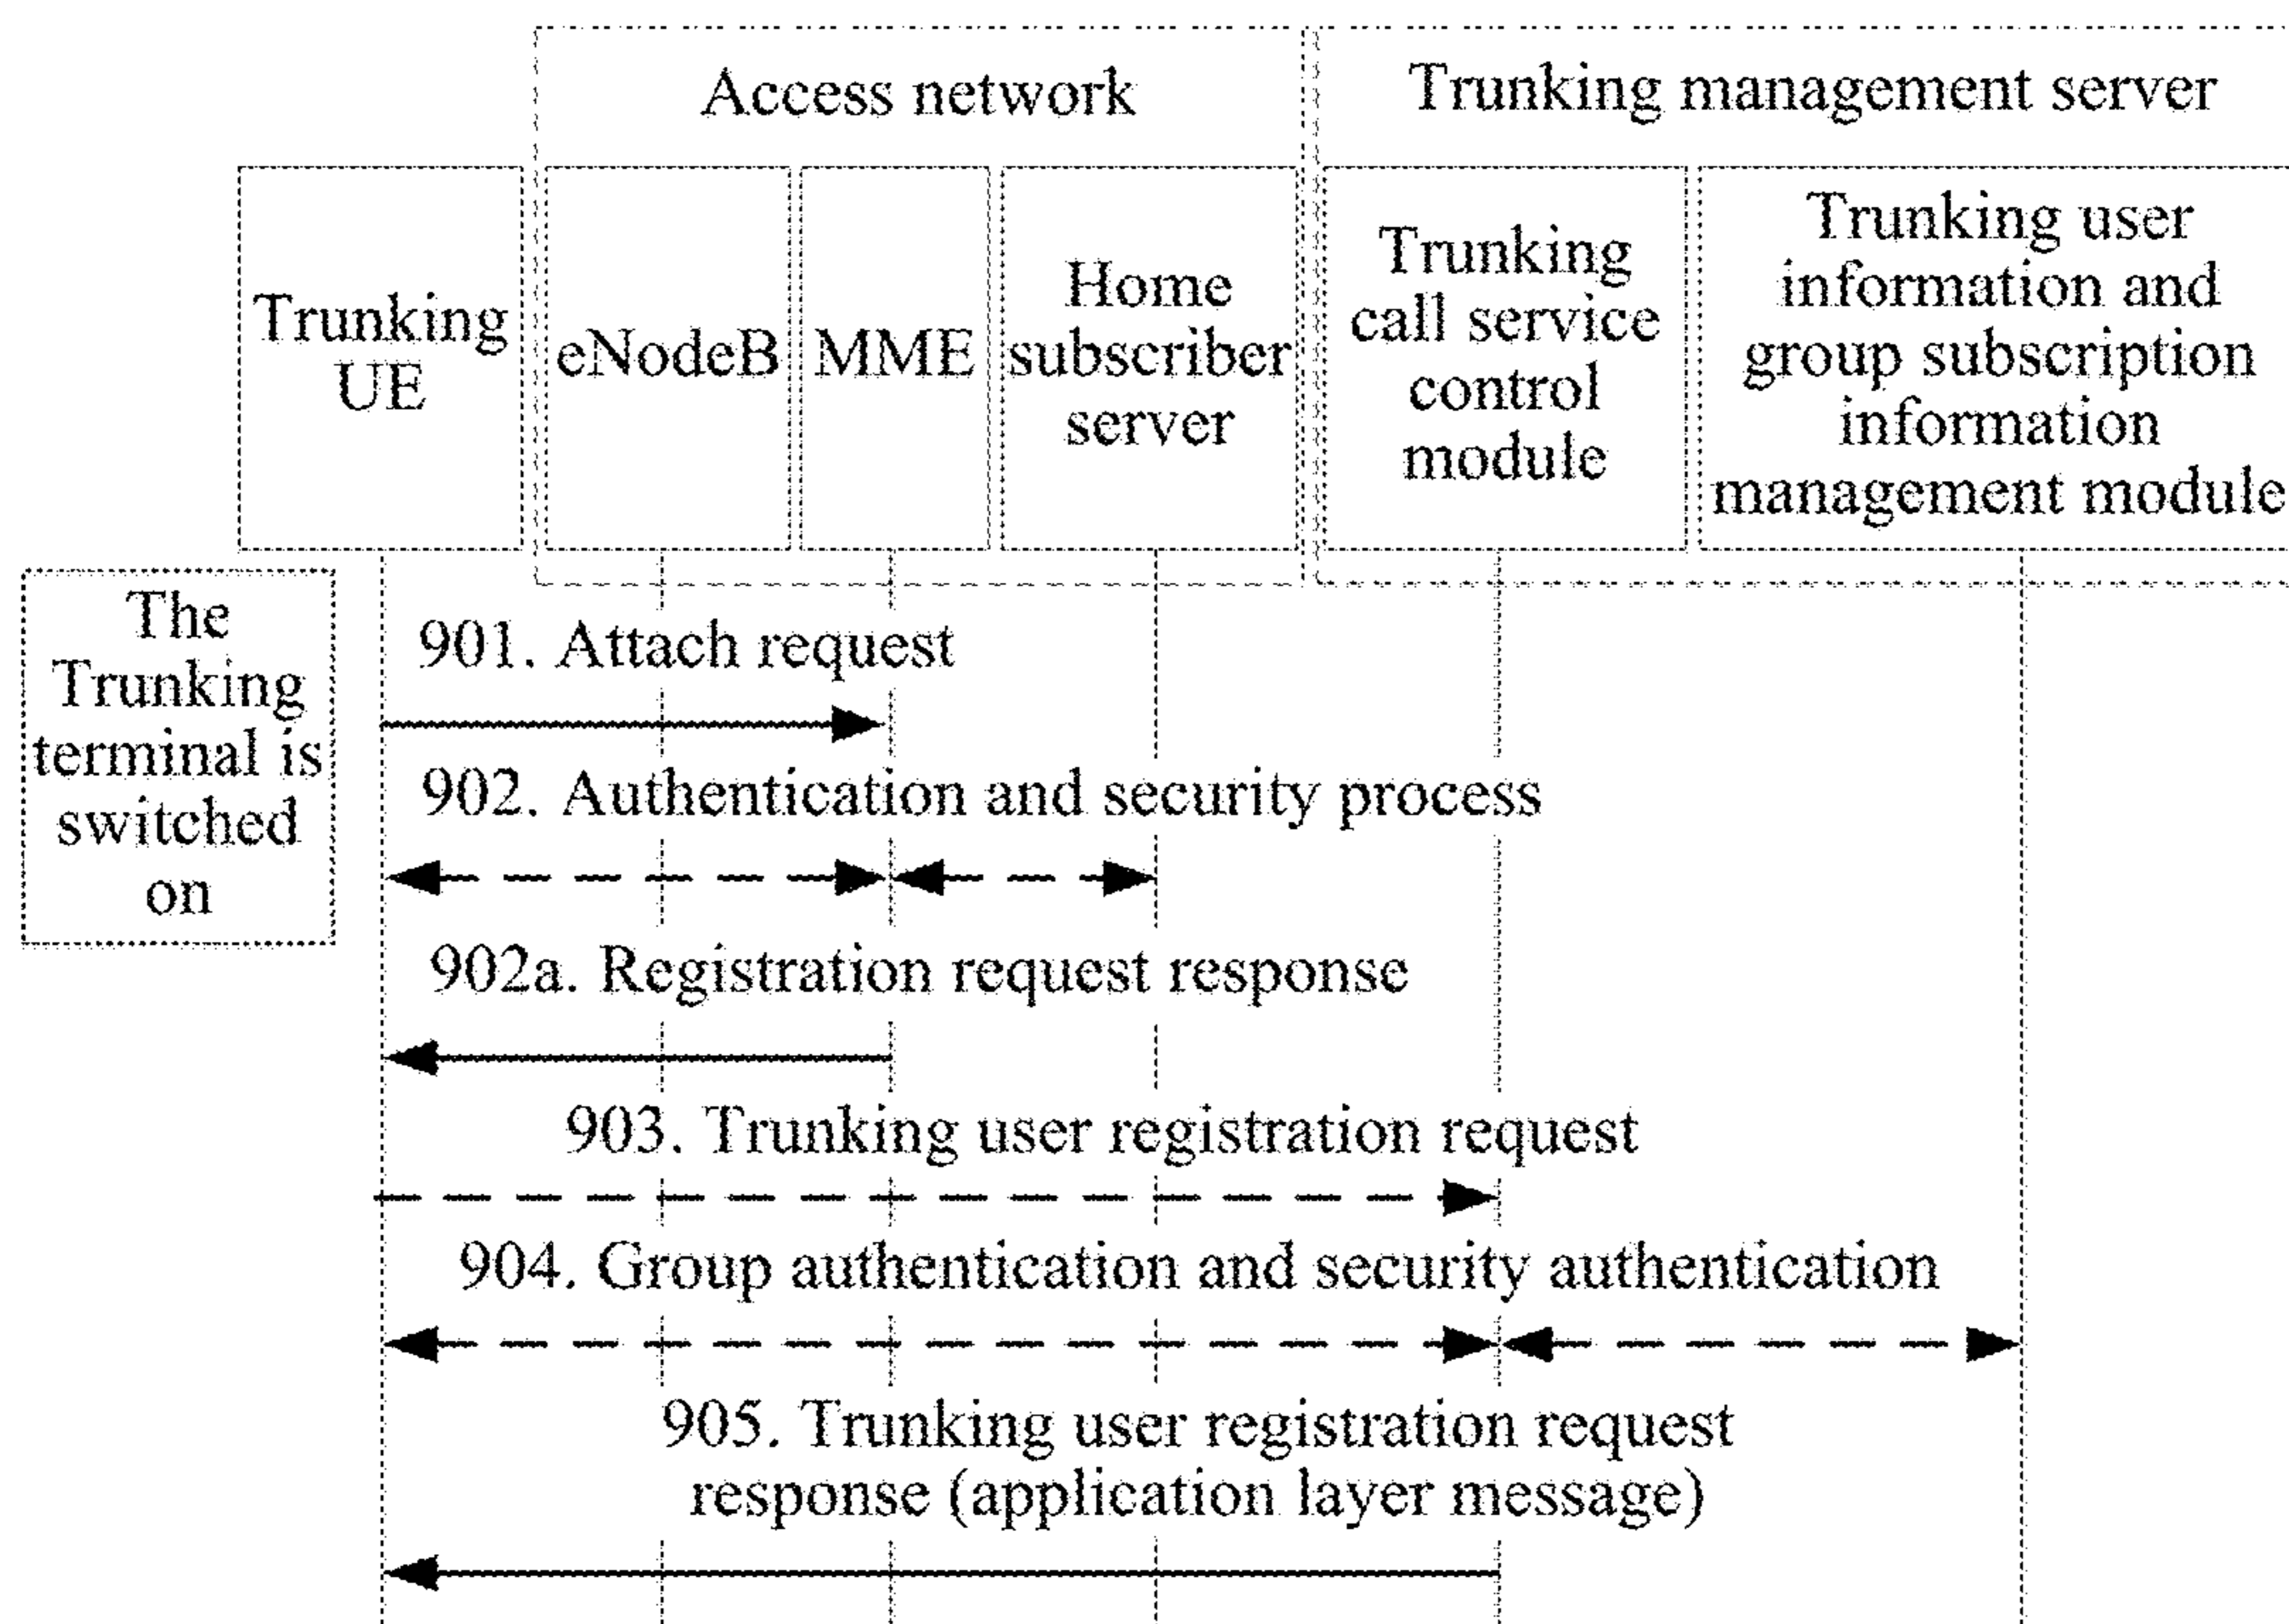 Access network
Trunking management server
Trunking
UE
eNodeB
MME
Home
subscriber
server
Trunking
call service
control
module
Trunking user
information and
group subscription
information
management module
The
Trunking
terminal is
switched
on
901. Attach request
902. Authentication and security process
902a. Registration request response
903. Trunking user registration request
904. Group authentication and security authentication
905. Trunking user registration request
response (application layer message)